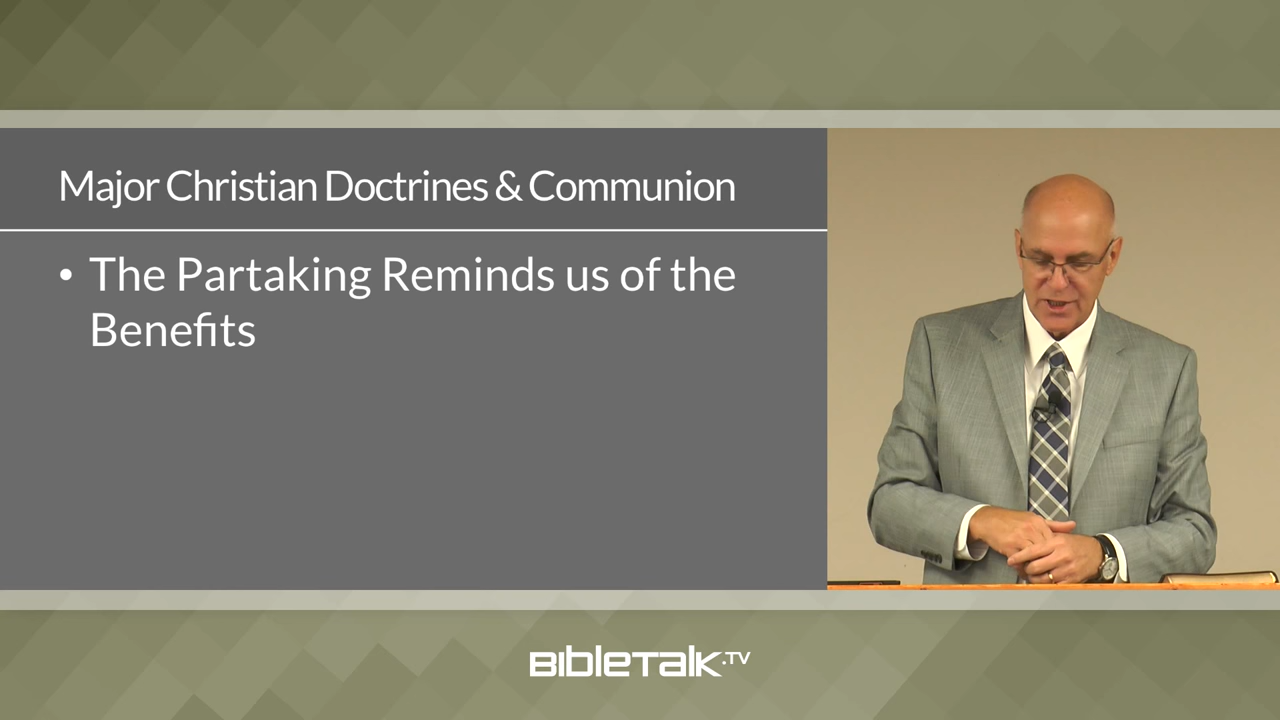 Major Christian Doctrines & Communion
• The Partaking Reminds us of the
Benefits
BibleTalk.TV